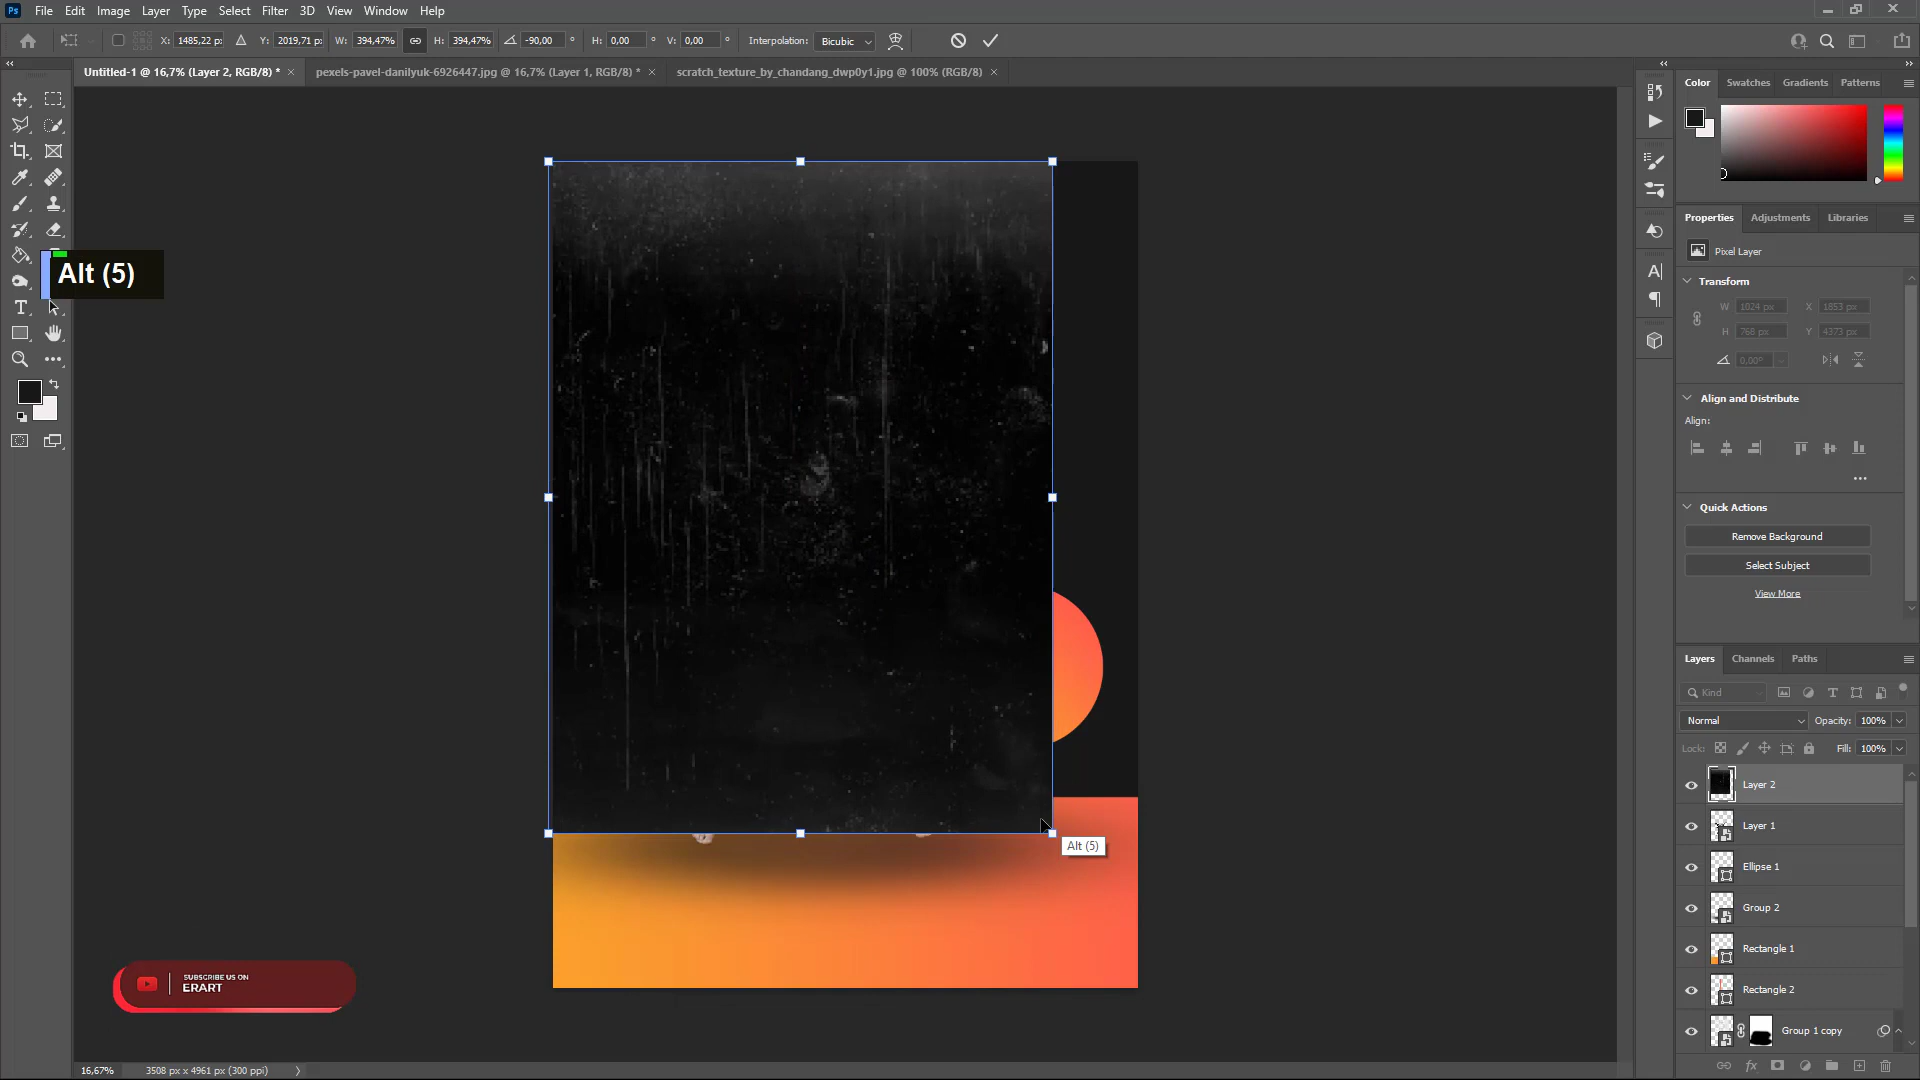 Ps File Edit Image Layer Type Select Filter 3D View Window Help
X: 1485,22 px Y: 2019,71 px W: 394,47% H: 394,47% -90,00 ° H: 0,00 ° V: 0,00 ° Interpolation: Bicubic
Untitled-1 @ 16,7% (Layer 2, RGB/8) * × pexels-pavel-danilyuk-6926447.jpg @ 16,7% (Layer 1, RGB/8) * × scratch_texture_by_chandang_dwp0y1.jpg @ 100% (RGB/8) ×
Color Swatches Gradients Patterns
Properties Adjustments Libraries
Pixel Layer
Transform
W 1024 px X 1853 px
H 768 px Y 4373 px
0,00°
Align and Distribute
Align:
Quick Actions
Remove Background
Select Subject
View More
Layers Channels Paths
Kind
Normal Opacity: 100%
Lock: Fill: 100%
Layer 2
Layer 1
Ellipse 1
Group 2
Rectangle 1
Rectangle 2
Group 1 copy
Alt (5)
Alt (5)
SUBSCRIBE US ON
ERART
16,67% 3508 px x 4961 px (300 ppi)